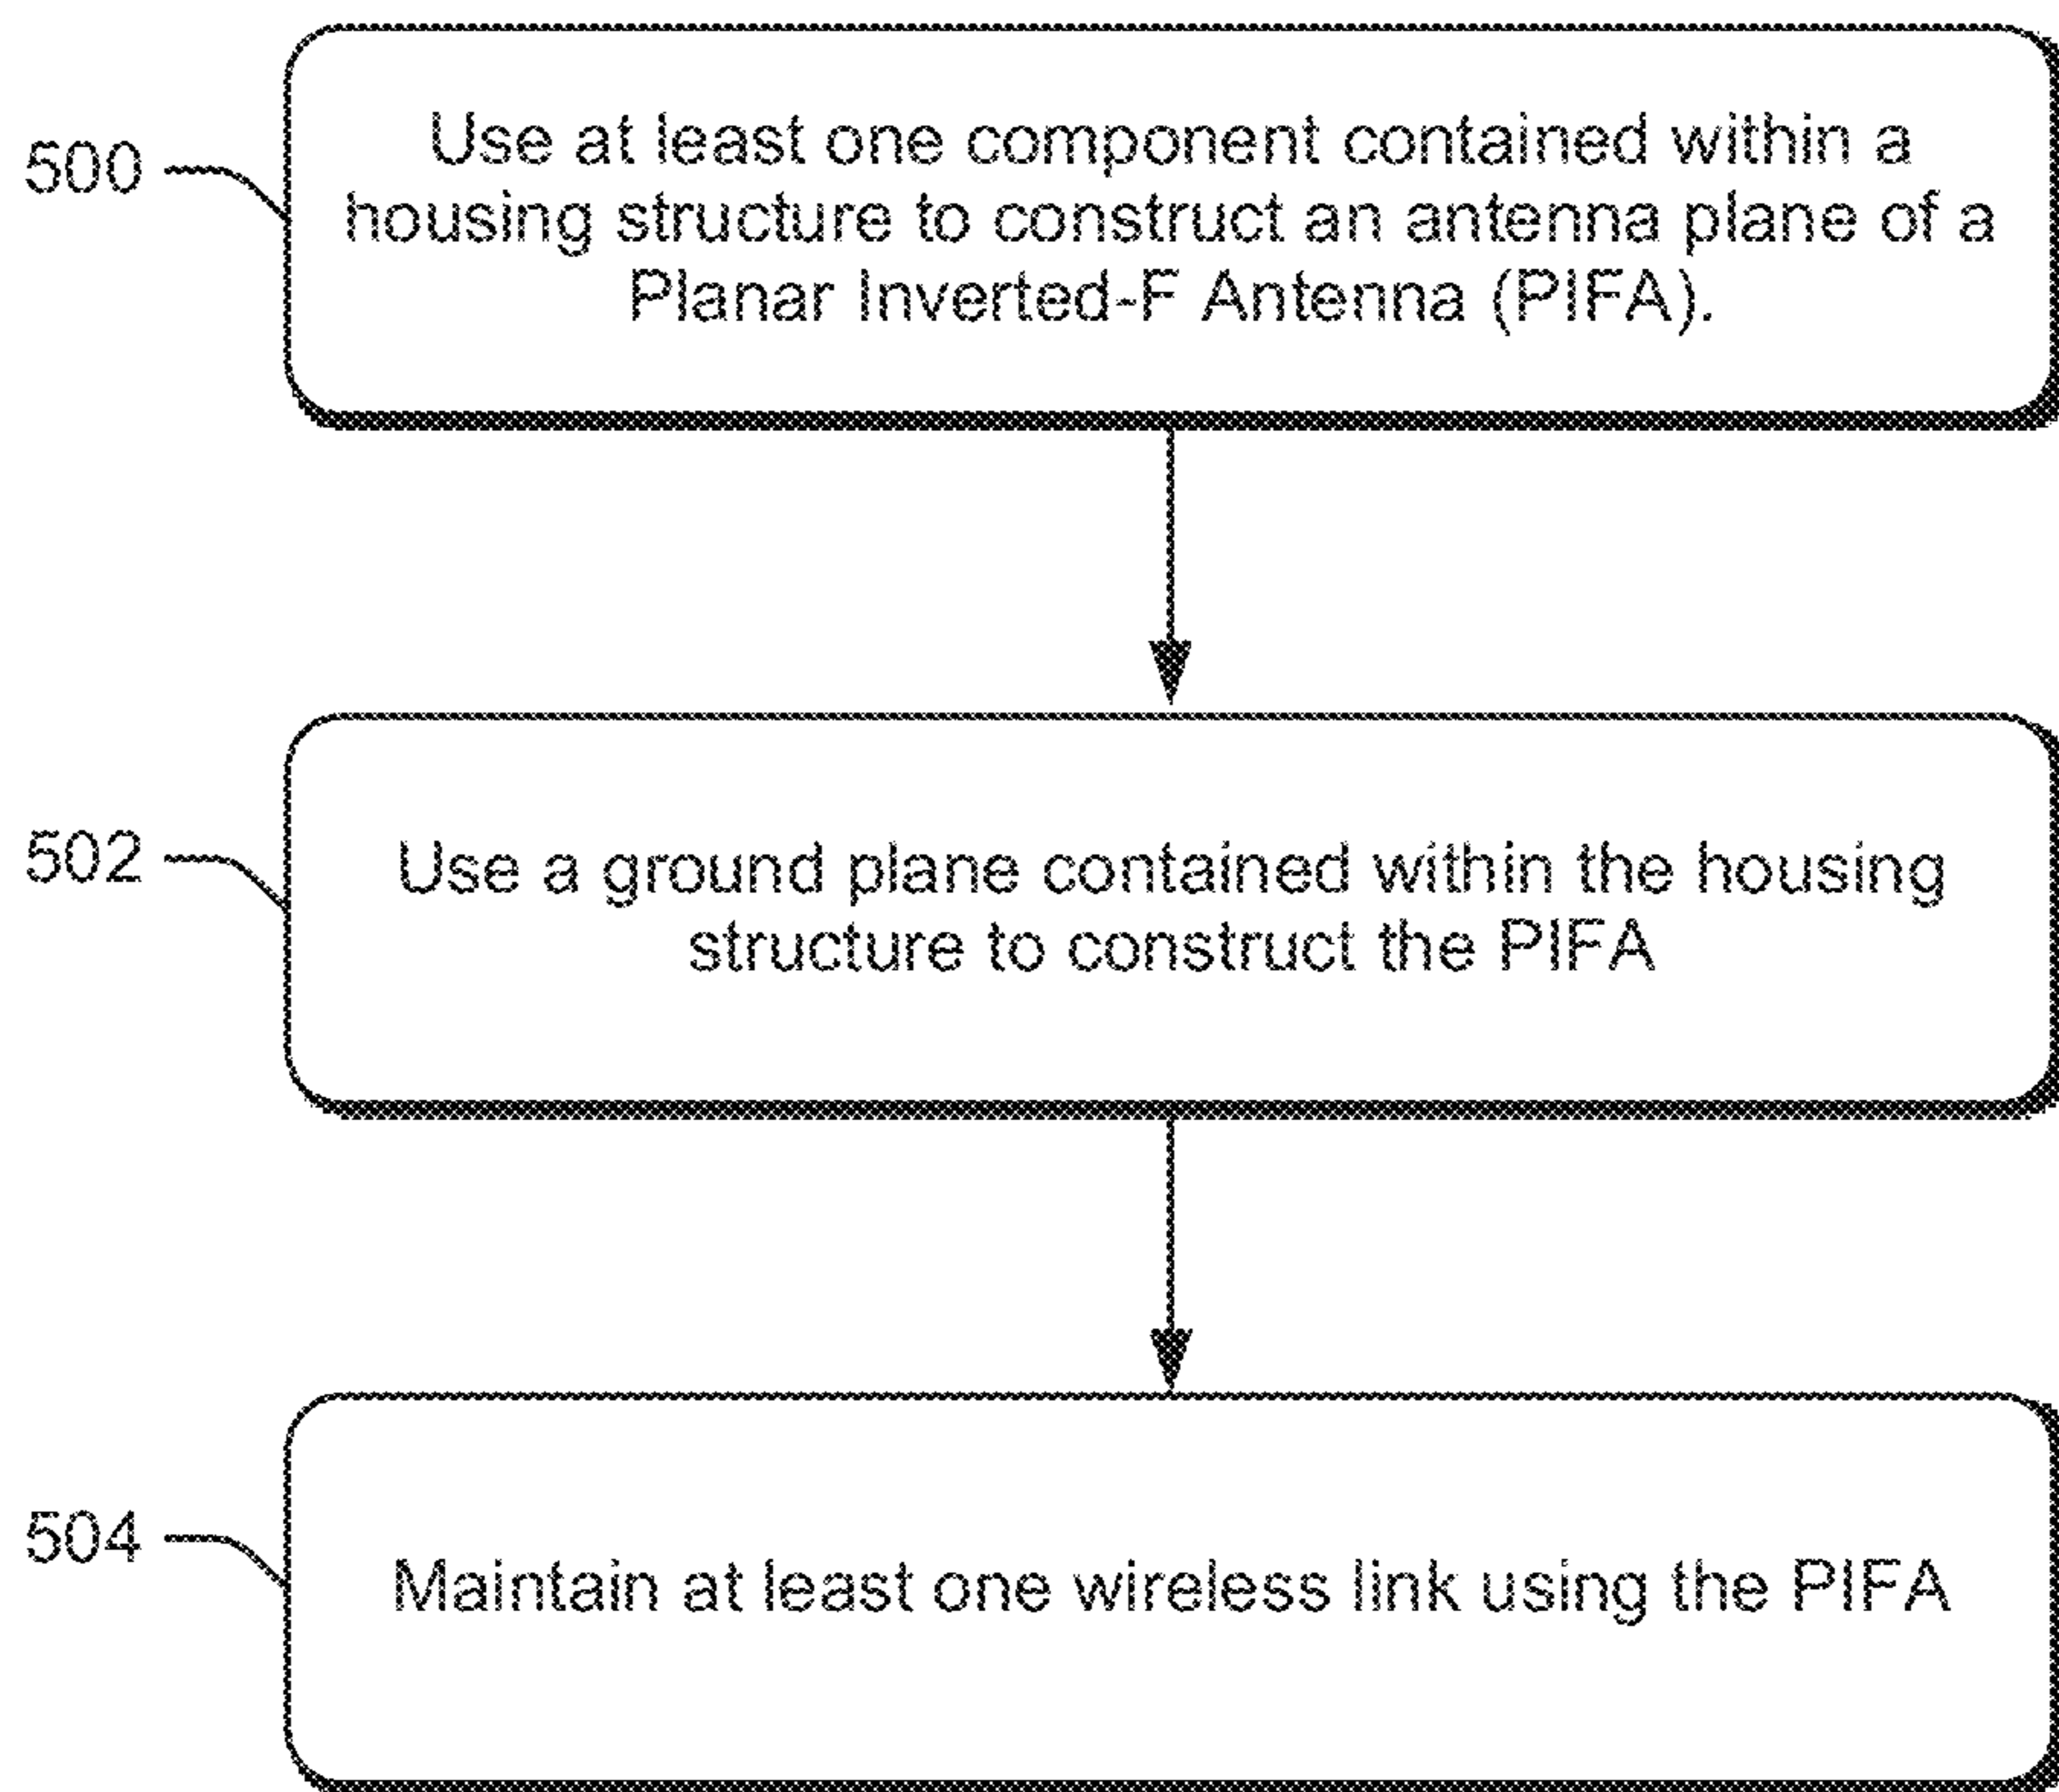 500
Use at least one component contained within a
housing structure to construct an antenna plane of a
Planar Inverted-F Antenna (PIFA).
502
Use a ground plane contained within the housing
structure to construct the PIFA
504
Maintain at least one wireless link using the PIFA